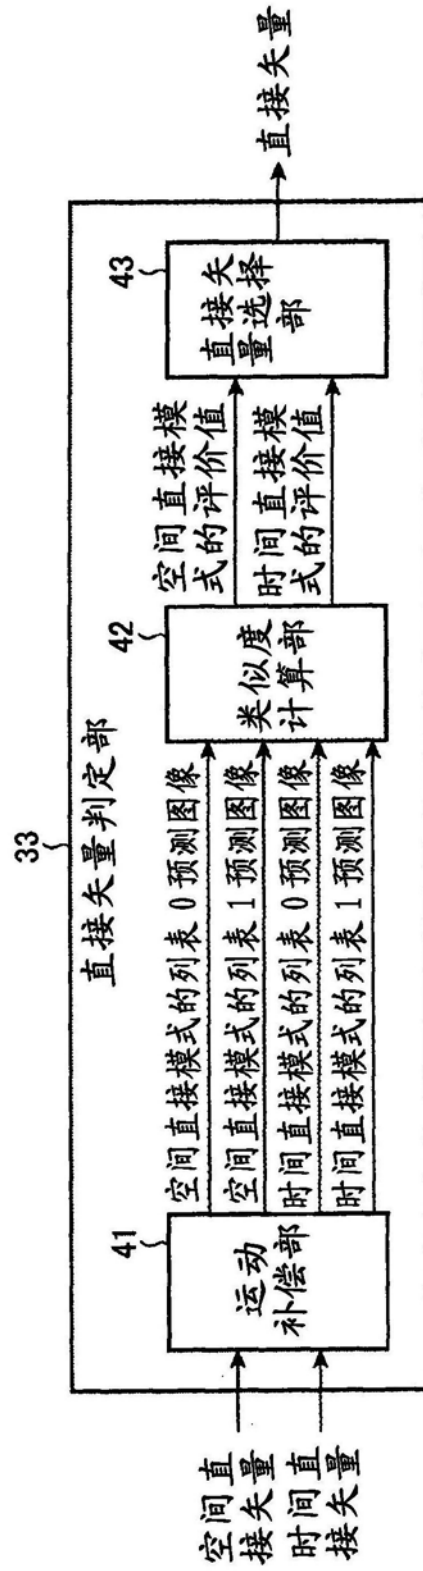 33
直接矢量判定部
空间直
接矢量
时间直
接矢量
41
运动
补偿部
空间直接模式的列表0预测图像
空间直接模式的列表1预测图像
时间直接模式的列表0预测图像
时间直接模式的列表1预测图像
42
类似度
计算部
空间直接模
式的评价值
时间直接模
式的评价值
43
直接矢
量选择
部
直接矢量